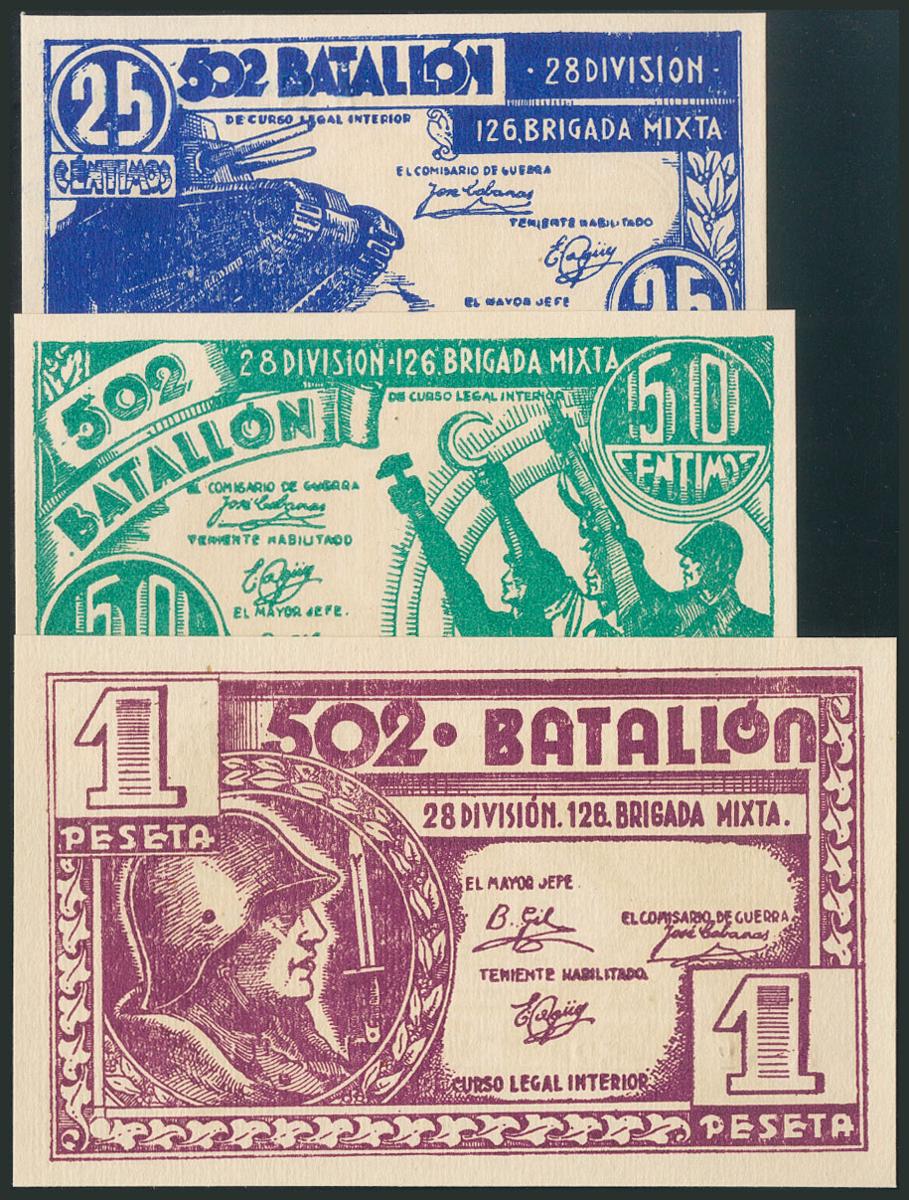 25
CÉNTIMOS
502 BATALLÓN
· 28 DIVISIÓN ·
DE CURSO LEGAL INTERIOR
126, BRIGADA MIXTA
EL COMISARIO DE GUERRA
José Cabanas
TENIENTE HABILITADO
EL MAYOR JEFE
25
502
BATALLÓN
28 DIVISIÓN·126. BRIGADA MIXTA
DE CURSO LEGAL INTERIOR
50
CENTIMOS
EL COMISARIO DE GUERRA
José Cabanas
TENIENTE HABILITADO
EL MAYOR JEFE.
50
1
PESETA
502· BATALLÓN
28 DIVISIÓN. 126. BRIGADA MIXTA.
EL MAYOR JEFE
B. Gil
EL COMISARIO DE GUERRA
José Cabanas
TENIENTE HABILITADO
CURSO LEGAL INTERIOR
1
PESETA